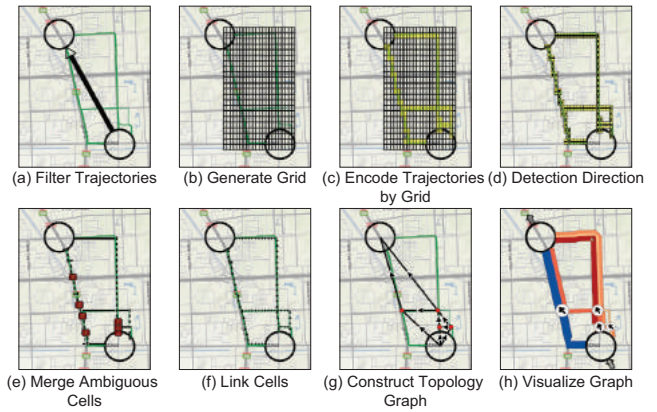 (a) Filter Trajectories
(b) Generate Grid
(c) Encode Trajectories
by Grid
(d) Detection Direction
(e) Merge Ambiguous
Cells
(f) Link Cells
(g) Construct Topology
Graph
(h) Visualize Graph